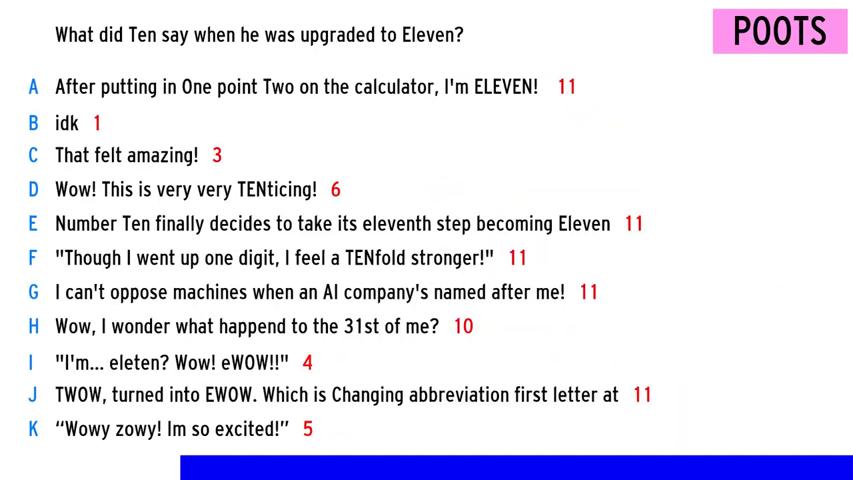 What did Ten say when he was upgraded to Eleven?
POOTS
A After putting in One point Two on the calculator, I'm ELEVEN! 11
B idk 1
C That felt amazing! 3
D Wow! This is very very TENticing! 6
E Number Ten finally decides to take its eleventh step becoming Eleven 11
F "Though I went up one digit, I feel a TENfold stronger!" 11
G I can't oppose machines when an AI company's named after me! 11
H Wow, I wonder what happend to the 31st of me? 10
I "I'm... eleten? Wow! eWOW!!" 4
J TWOW, turned into EWOW. Which is Changing abbreviation first letter at 11
K “Wowy zowy! Im so excited!” 5